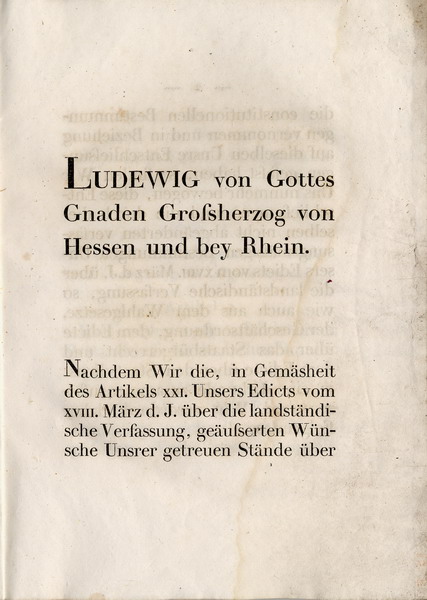 LUDEWIG von Gottes
Gnaden Groſsherzog von
Hessen und bey Rhein.
Nachdem Wir die, in Gemäsheit
des Artikels XXI. Unsers Edicts vom
XVIII. März d. J. über die landständi-
sche Verfassung, geäuſserten Wün-
sche Unsrer getreuen Stände über